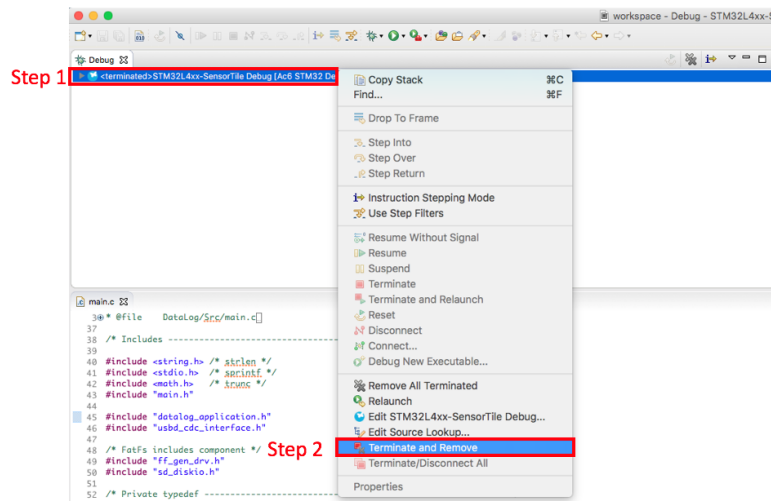 workspace - Debug - STM32L4xx-S
Debug
Step 1
<terminated>STM32L4xx-SensorTile Debug [Ac6 STM32 De
Copy Stack ⌘C
Find... ⌘F
Drop To Frame
Step Into
Step Over
Step Return
Instruction Stepping Mode
Use Step Filters
Resume Without Signal
Resume
Suspend
Terminate
Terminate and Relaunch
Reset
Disconnect
Connect...
Debug New Executable...
Remove All Terminated
Relaunch
Edit STM32L4xx-SensorTile Debug...
Edit Source Lookup...
Step 2
Terminate and Remove
Terminate/Disconnect All
Properties
main.c
3 * @file DataLog/Src/main.c
37
38 /* Includes ----------------------------------
39
40 #include <string.h> /* strlen */
41 #include <stdio.h> /* sprintf */
42 #include <math.h> /* trunc */
43 #include "main.h"
44
45 #include "datalog_application.h"
46 #include "usbd_cdc_interface.h"
47
48 /* FatFs includes component */
49 #include "ff_gen_drv.h"
50 #include "sd_diskio.h"
51
52 /* Private typedef ---------------------------